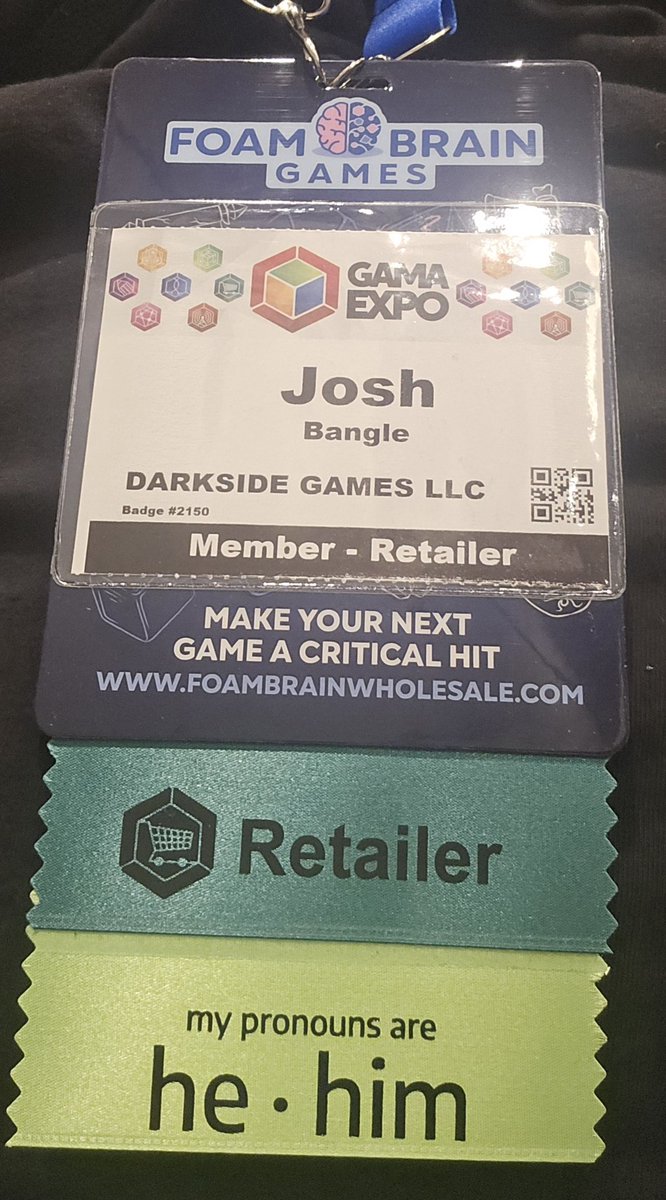 FOAM BRAIN
GAMES
GAMA
EXPO
Josh
Bangle
DARKSIDE GAMES LLC
Badge #2150
Member - Retailer
MAKE YOUR NEXT
GAME A CRITICAL HIT
WWW.FOAMBRAINWHOLESALE.COM
Retailer
my pronouns are
he • him